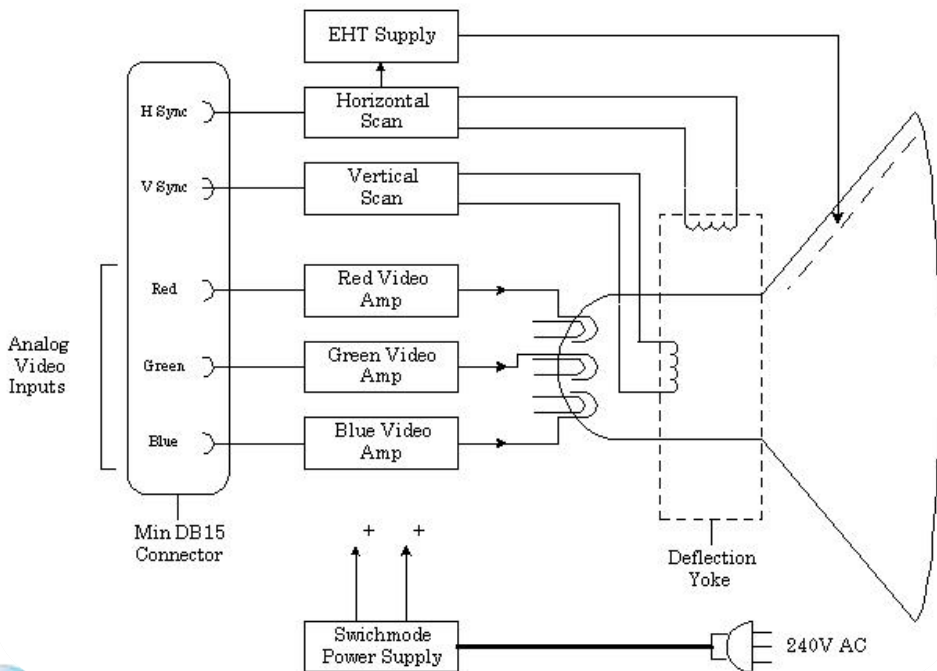 EHT Supply
H Sync
Horizontal
Scan
V Sync
Vertical
Scan
Analog
Video
Inputs
Red
Red Video
Amp
Green
Green Video
Amp
Blue
Blue Video
Amp
Min DB15
Connector
+ +
Deflection
Yoke
Swichmode
Power Supply
240V AC